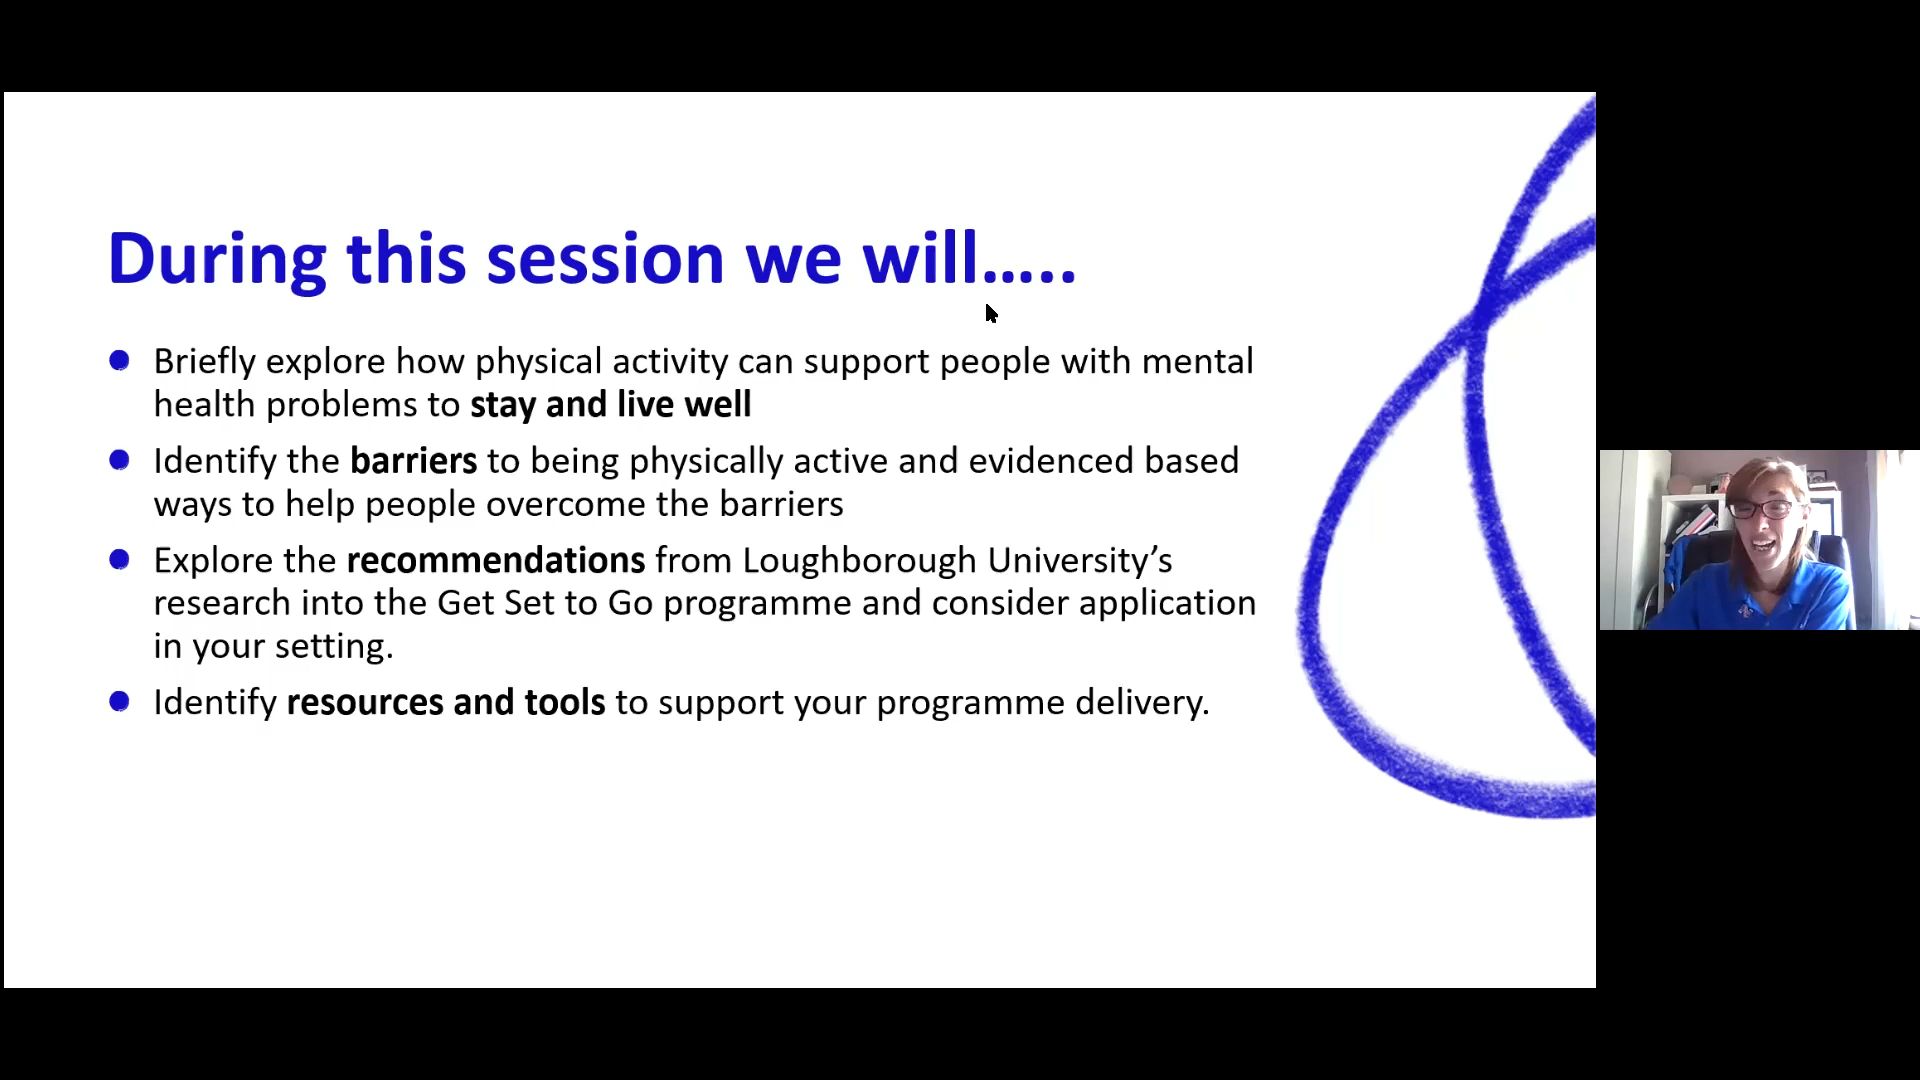 During this session we will…..
Briefly explore how physical activity can support people with mental
health problems to stay and live well
Identify the barriers to being physically active and evidenced based
ways to help people overcome the barriers
Explore the recommendations from Loughborough University’s
research into the Get Set to Go programme and consider application
in your setting.
Identify resources and tools to support your programme delivery.